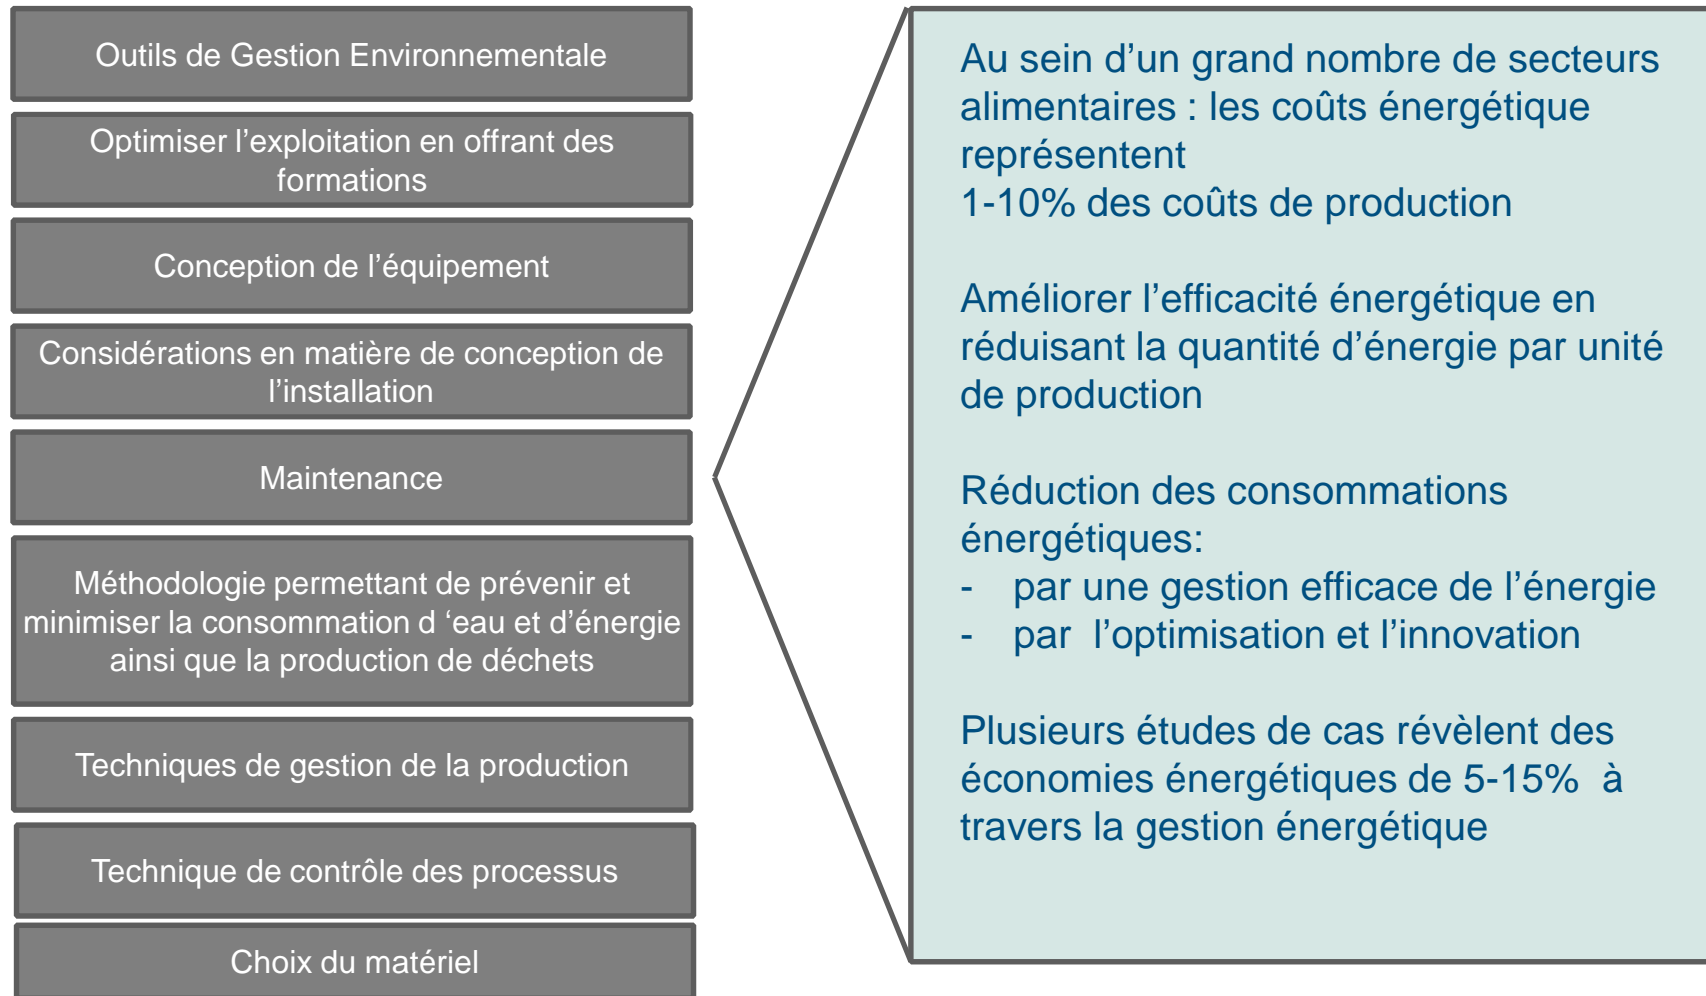 Outils de Gestion Environnementale
Optimiser l’exploitation en offrant des
formations
Conception de l’équipement
Considérations en matière de conception de
l’installation
Maintenance
Méthodologie permettant de prévenir et
minimiser la consommation d ‘eau et d’énergie
ainsi que la production de déchets
Techniques de gestion de la production
Technique de contrôle des processus
Choix du matériel
Au sein d’un grand nombre de secteurs
alimentaires : les coûts énergétique
représentent
1-10% des coûts de production
Améliorer l’efficacité énergétique en
réduisant la quantité d’énergie par unité
de production
Réduction des consommations
énergétiques:
- par une gestion efficace de l’énergie
- par l’optimisation et l’innovation
Plusieurs études de cas révèlent des
économies énergétiques de 5-15% à
travers la gestion énergétique